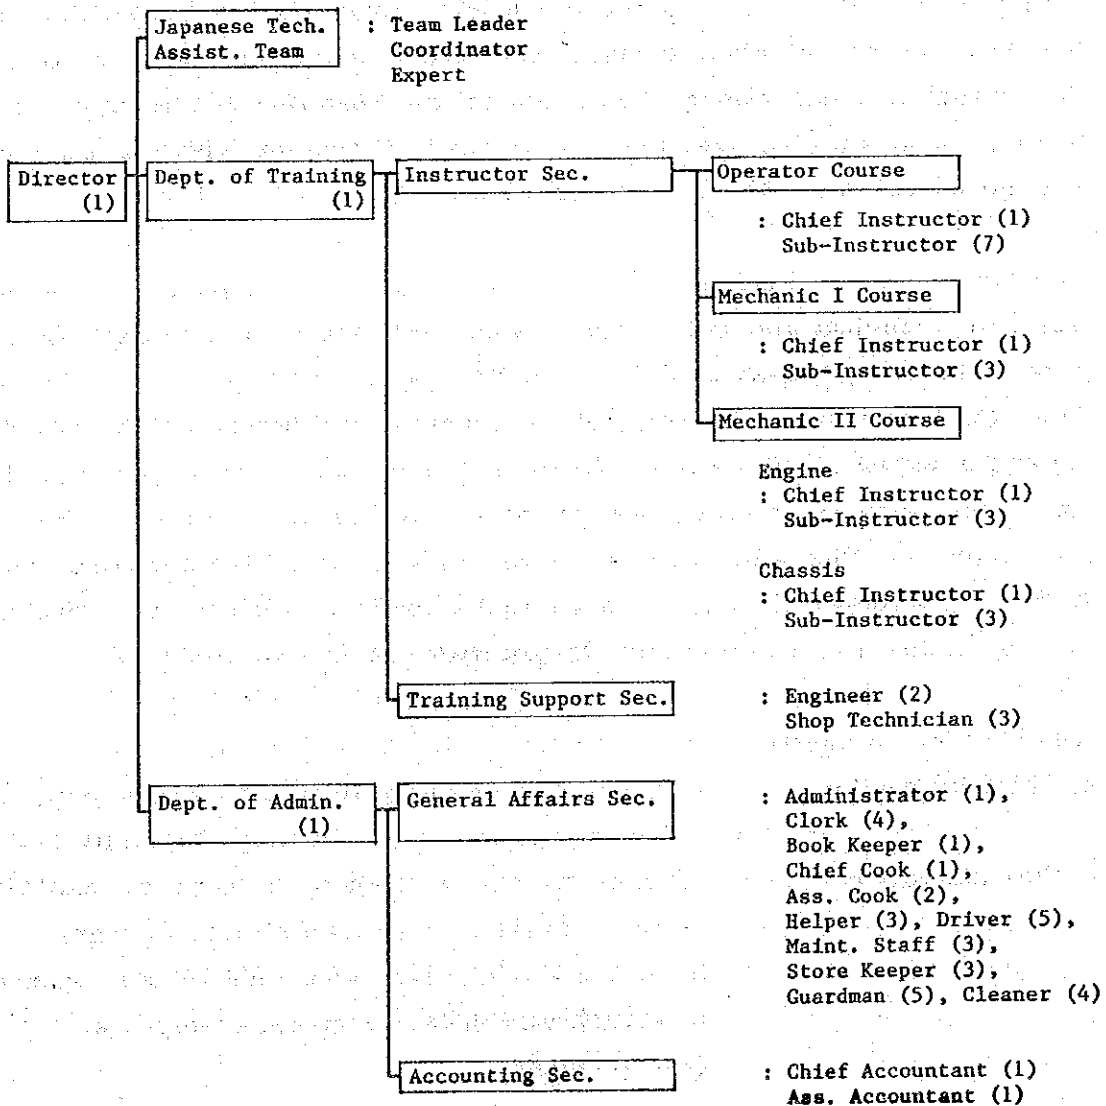 Japanese Tech.
Assist. Team
: Team Leader
Coordinator
Expert
Director
(1)
Dept. of Training
(1)
Instructor Sec.
Operator Course
: Chief Instructor (1)
Sub-Instructor (7)
Mechanic I Course
: Chief Instructor (1)
Sub-Instructor (3)
Mechanic II Course
Engine
: Chief Instructor (1)
Sub-Instructor (3)
Chassis
: Chief Instructor (1)
Sub-Instructor (3)
Training Support Sec.
: Engineer (2)
Shop Technician (3)
Dept. of Admin.
(1)
General Affairs Sec.
: Administrator (1),
Clork (4),
Book Keeper (1),
Chief Cook (1),
Ass. Cook (2),
Helper (3), Driver (5),
Maint. Staff (3),
Store Keeper (3),
Guardman (5), Cleaner (4)
Accounting Sec.
: Chief Accountant (1)
Ass. Accountant (1)